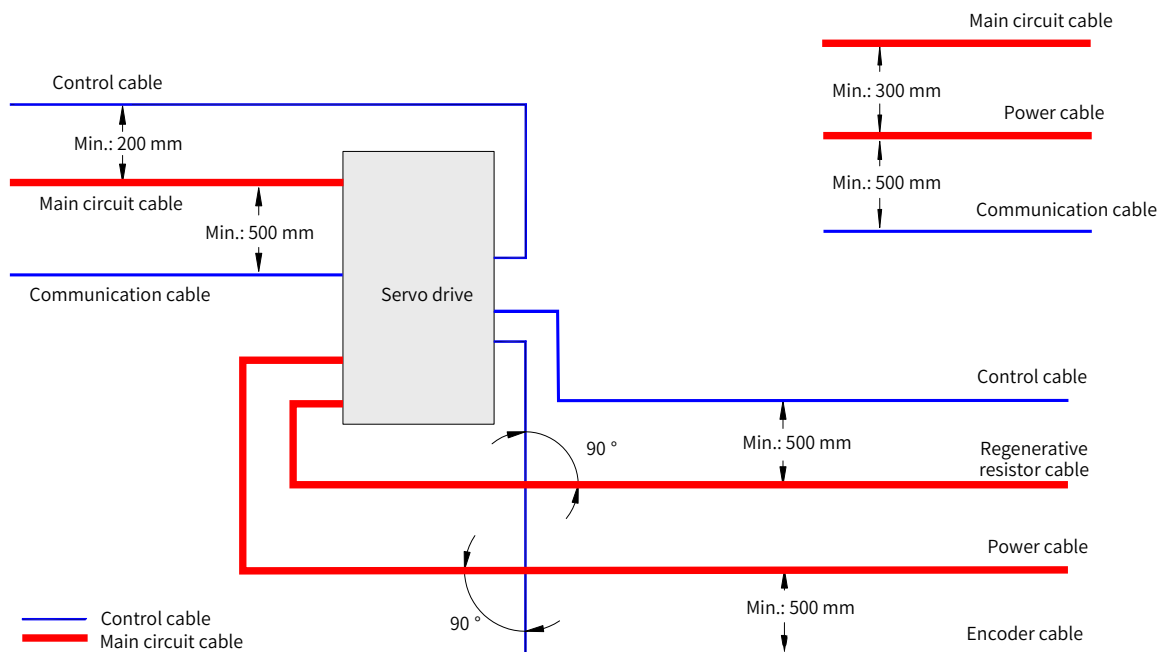 Main circuit cable
Control cable
Min.: 300 mm
Power cable
Min.: 200 mm
Min.: 500 mm
Main circuit cable
Communication cable
Min.: 500 mm
Communication cable
Servo drive
Control cable
Min.: 500 mm
90 °
Regenerative
resistor cable
Power cable
Min.: 500 mm
90 °
Encoder cable
Control cable
Main circuit cable